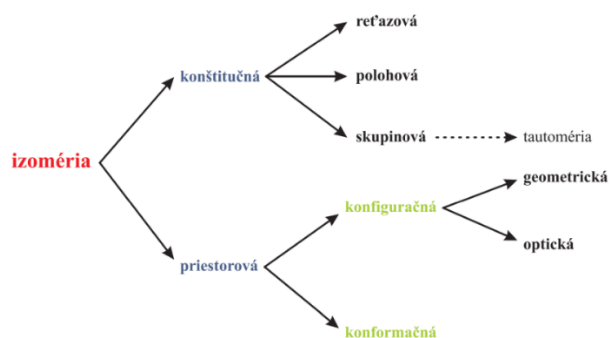 reťazová
konštitučná
polohová
skupinová
tautoméria
izoméria
geometrická
konfiguračná
optická
priestorová
konformačná